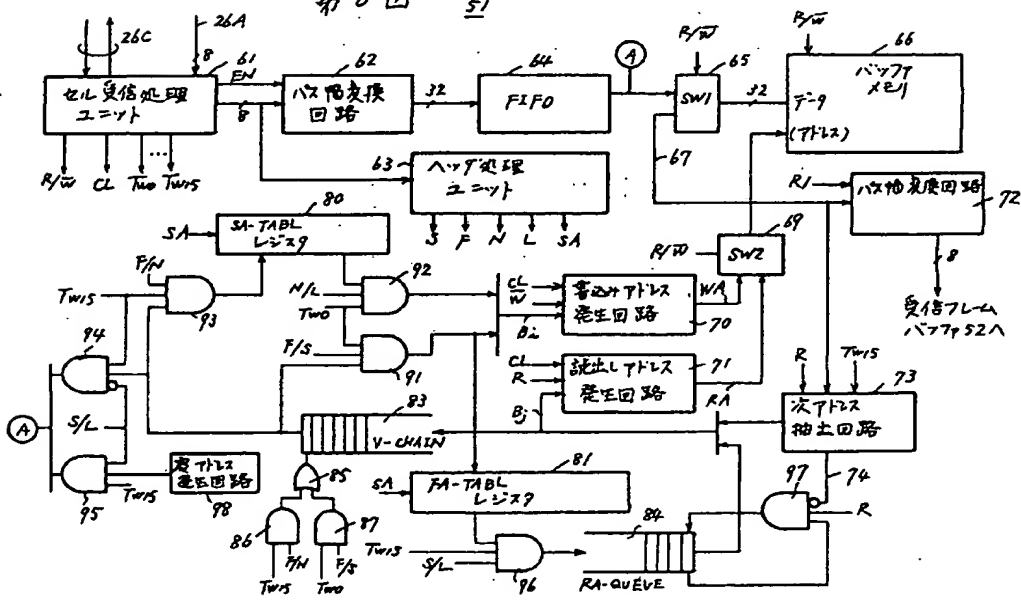 第 8 図 51
26C
26A
8
61
EN
セル受信処理
ユニット
8
62
バス幅変換
回路
32
64
FIFO
A
R/W̅
65
SW1
32
R/W̅
66
バッファ
メモリ
データ
(アドレス)
R/W̅ CL Tw0 … Tw15
63
ヘッダ処理
ユニット
S F N L SA
67
R1
バス幅変換回路
72
8
受信フレーム
バッファ52へ
80
SA
SA-TABL
レジスタ
R/W̅
69
SW2
F/N
Tw15
93
92
N/L
Tw0
CL
W̅
Bi
書込みアドレス
発生回路
70
WA
91
F/S
CL
R
Bj
読出しアドレス
発生回路
71
RA
R
Tw15
73
次アドレス
抽出回路
94
S/L
A
95
Tw15
空アドレス
発生回路
98
83
V-CHAIN
85
86
87
Tw15
F/N
Tw0
F/S
81
SA
FA-TABL
レジスタ
Tw15
S/L
96
84
RA-QUEUE
74
97
R